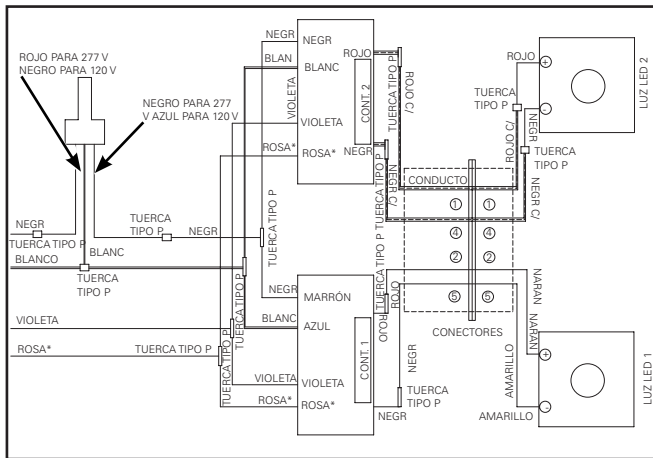 ROJO PARA 277 V
NEGRO PARA 120 V
NEGRO PARA 277
V AZUL PARA 120 V
NEGR
TUERCA TIPO P
BLANCO
BLANC
TUERCA
TIPO P
TUERCA
TIPO P
NEGR
VIOLETA
ROSA*
TUERCA TIPO P
TUERCA TIPO P
TUERCA TIPO P
TUERCA TIPO P
NEGR
BLAN
VIOLETA
VIOLETA
ROSA*
NEGR
BLANC
VIOLETA
ROSA*
CONT. 2
ROJO
NEGR
NEGR
BLANC
VIOLETA
ROSA*
MARRÓN
AZUL
VIOLETA
ROSA*
CONT. 1
TUERCA TIPO P
ROJO C/
TUERCA TIPO P
NEGR C/
TUERCA TIPO P
ROJO
ROJO
NEGR
NEGR
TUERCA
TIPO P
CONDUCTO
1 1
4 4
2 2
5 5
CONECTORES
ROJO
TUERCA
TIPO P
ROJO C/
NEGR
TUERCA
TIPO P
NEGR C/
+
-
LUZ LED 2
NARAN
NARAN
AMARILLO
AMARILLO
+
-
LUZ LED 1